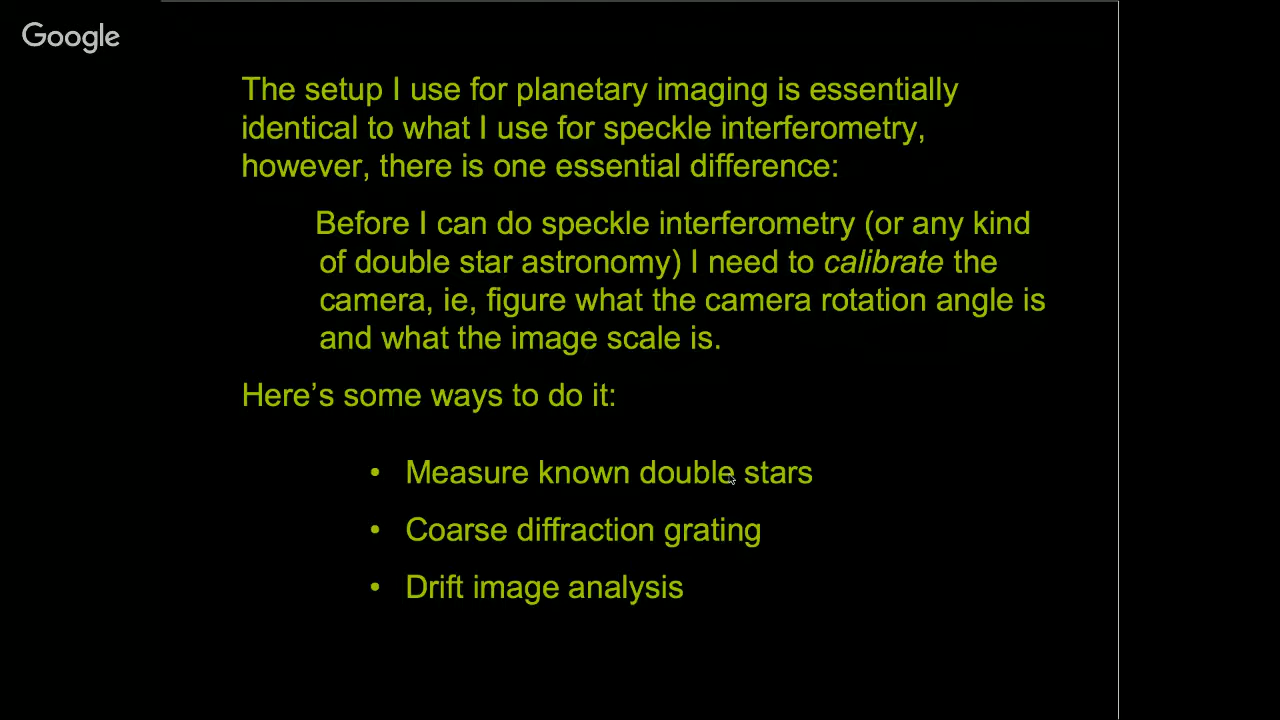 Google
The setup I use for planetary imaging is essentially
identical to what I use for speckle interferometry,
however, there is one essential difference:
Before I can do speckle interferometry (or any kind
of double star astronomy) I need to calibrate the
camera, ie, figure what the camera rotation angle is
and what the image scale is.
Here’s some ways to do it:
• Measure known double stars
• Coarse diffraction grating
• Drift image analysis